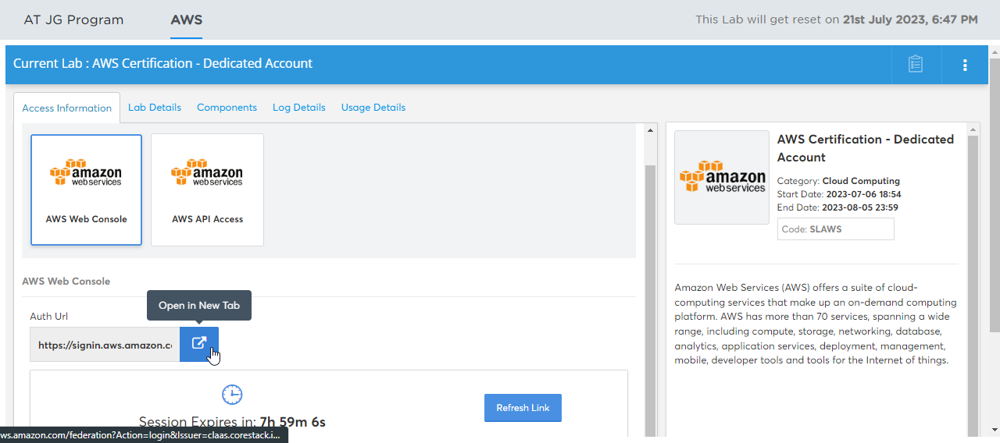 AT JG Program
AWS
This Lab will get reset on 21st July 2023, 6:47 PM
Current Lab : AWS Certification - Dedicated Account
Access Information
Lab Details
Components
Log Details
Usage Details
amazon
webservices
AWS Web Console
amazon
webservices
AWS API Access
AWS Web Console
Open in New Tab
Auth Url
https://signin.aws.amazon.c
Session Expires in: 7h 59m 6s
Refresh Link
ws.amazon.com/federation?Action=login&Issuer=claas.corestack.i...
amazon
webservices
AWS Certification - Dedicated
Account
Category: Cloud Computing
Start Date: 2023-07-06 18:54
End Date: 2023-08-05 23:59
Code: SLAWS
Amazon Web Services (AWS) offers a suite of cloud-
computing services that make up an on-demand computing
platform. AWS has more than 70 services, spanning a wide
range, including compute, storage, networking, database,
analytics, application services, deployment, management,
mobile, developer tools and tools for the Internet of things.